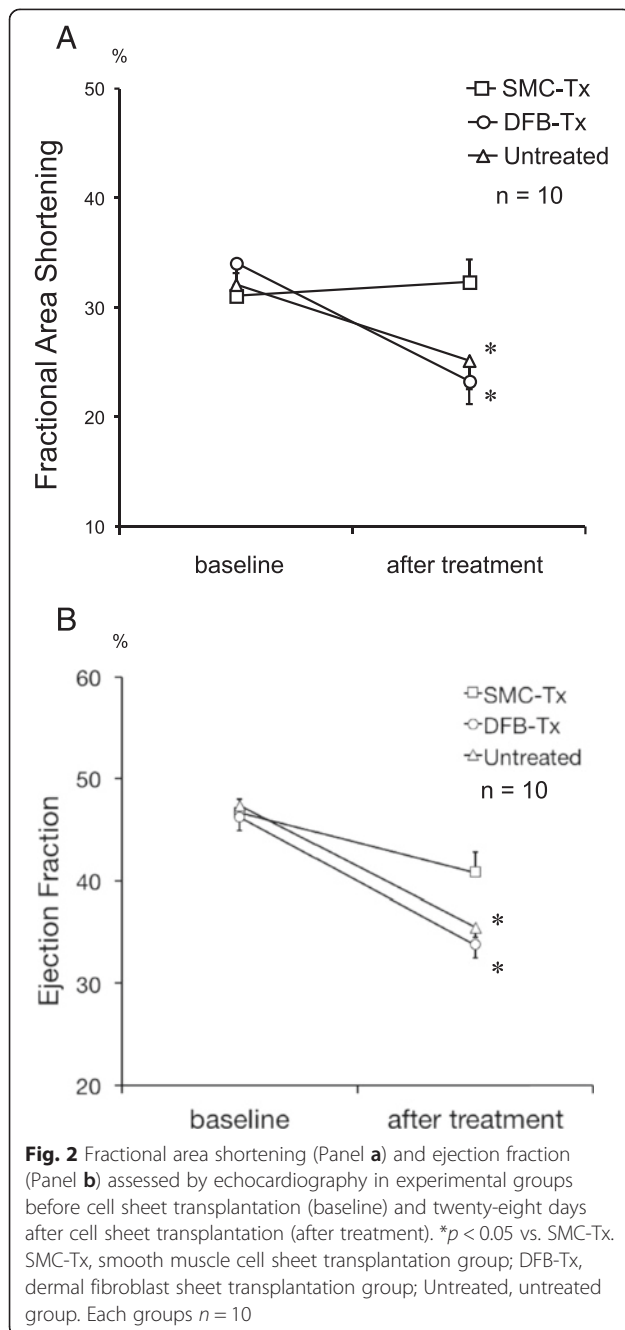 A
%
50
40
30
20
10
Fractional Area Shortening
SMC-Tx
DFB-Tx
Untreated
n = 10
*
*
baseline after treatment
B
%
60
50
40
30
20
Ejection Fraction
SMC-Tx
DFB-Tx
Untreated
n = 10
*
*
baseline after treatment
Fig. 2 Fractional area shortening (Panel a) and ejection fraction
(Panel b) assessed by echocardiography in experimental groups
before cell sheet transplantation (baseline) and twenty-eight days
after cell sheet transplantation (after treatment). *p < 0.05 vs. SMC-Tx.
SMC-Tx, smooth muscle cell sheet transplantation group; DFB-Tx,
dermal fibroblast sheet transplantation group; Untreated, untreated
group. Each groups n = 10